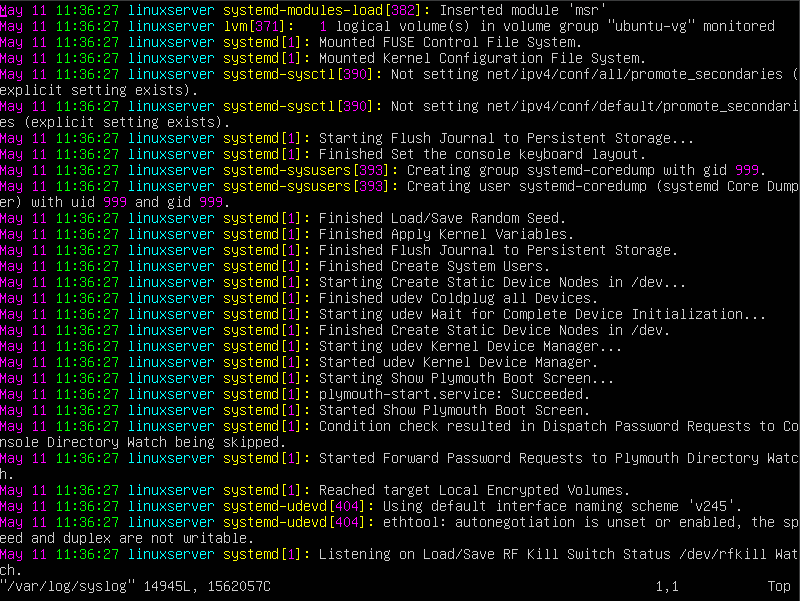 May 11 11:36:27 linuxserver systemd-modules-load[382]: Inserted module 'msr'
May 11 11:36:27 linuxserver lvm[371]:   1 logical volume(s) in volume group "ubuntu-vg" monitored
May 11 11:36:27 linuxserver systemd[1]: Mounted FUSE Control File System.
May 11 11:36:27 linuxserver systemd[1]: Mounted Kernel Configuration File System.
May 11 11:36:27 linuxserver systemd-sysctl[390]: Not setting net/ipv4/conf/all/promote_secondaries (
explicit setting exists).
May 11 11:36:27 linuxserver systemd-sysctl[390]: Not setting net/ipv4/conf/default/promote_secondari
es (explicit setting exists).
May 11 11:36:27 linuxserver systemd[1]: Starting Flush Journal to Persistent Storage...
May 11 11:36:27 linuxserver systemd[1]: Finished Set the console keyboard layout.
May 11 11:36:27 linuxserver systemd-sysusers[393]: Creating group systemd-coredump with gid 999.
May 11 11:36:27 linuxserver systemd-sysusers[393]: Creating user systemd-coredump (systemd Core Dump
er) with uid 999 and gid 999.
May 11 11:36:27 linuxserver systemd[1]: Finished Load/Save Random Seed.
May 11 11:36:27 linuxserver systemd[1]: Finished Apply Kernel Variables.
May 11 11:36:27 linuxserver systemd[1]: Finished Flush Journal to Persistent Storage.
May 11 11:36:27 linuxserver systemd[1]: Finished Create System Users.
May 11 11:36:27 linuxserver systemd[1]: Starting Create Static Device Nodes in /dev...
May 11 11:36:27 linuxserver systemd[1]: Finished udev Coldplug all Devices.
May 11 11:36:27 linuxserver systemd[1]: Starting udev Wait for Complete Device Initialization...
May 11 11:36:27 linuxserver systemd[1]: Finished Create Static Device Nodes in /dev.
May 11 11:36:27 linuxserver systemd[1]: Starting udev Kernel Device Manager...
May 11 11:36:27 linuxserver systemd[1]: Started udev Kernel Device Manager.
May 11 11:36:27 linuxserver systemd[1]: Starting Show Plymouth Boot Screen...
May 11 11:36:27 linuxserver systemd[1]: plymouth-start.service: Succeeded.
May 11 11:36:27 linuxserver systemd[1]: Started Show Plymouth Boot Screen.
May 11 11:36:27 linuxserver systemd[1]: Condition check resulted in Dispatch Password Requests to Co
nsole Directory Watch being skipped.
May 11 11:36:27 linuxserver systemd[1]: Started Forward Password Requests to Plymouth Directory Watc
h.
May 11 11:36:27 linuxserver systemd[1]: Reached target Local Encrypted Volumes.
May 11 11:36:27 linuxserver systemd-udevd[404]: Using default interface naming scheme 'v245'.
May 11 11:36:27 linuxserver systemd-udevd[404]: ethtool: autonegotiation is unset or enabled, the sp
eed and duplex are not writable.
May 11 11:36:27 linuxserver systemd[1]: Listening on Load/Save RF Kill Switch Status /dev/rfkill Wat
ch.
"/var/log/syslog" 14945L, 1562057C 1,1 Top